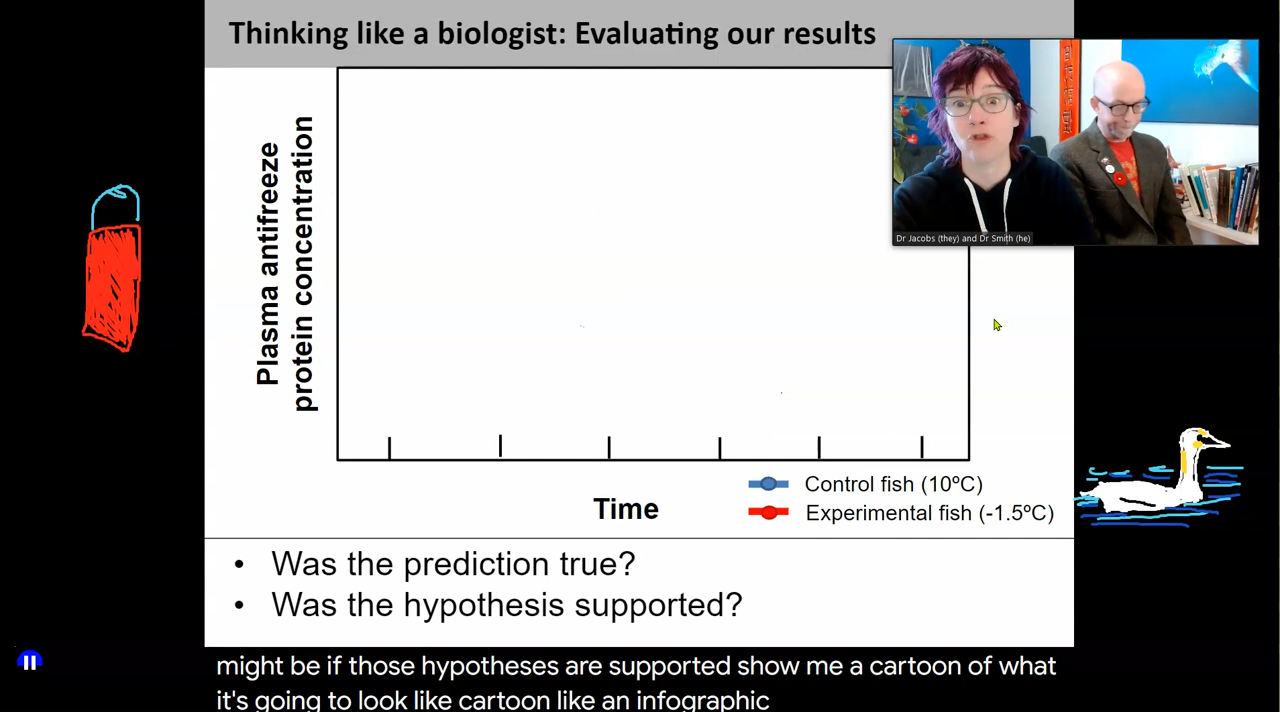 Thinking like a biologist: Evaluating our results
Dr Jacobs (they) and Dr Smith (he)
Plasma antifreeze
protein concentration
Time
Control fish (10ºC)
Experimental fish (-1.5ºC)
• Was the prediction true?
• Was the hypothesis supported?
might be if those hypotheses are supported show me a cartoon of what
it's going to look like cartoon like an infographic